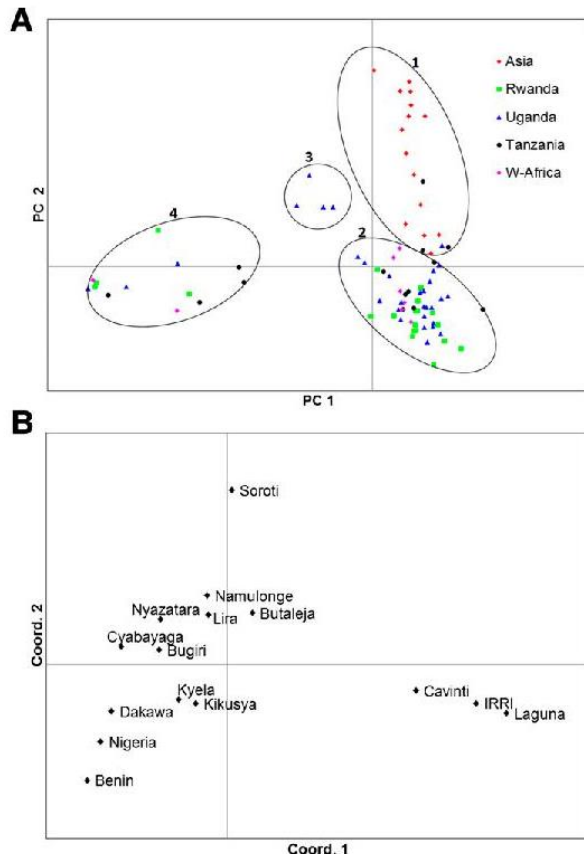 A
1
Asia
Rwanda
Uganda
Tanzania
W-Africa
3
4
2
PC 2
PC 1
B
Soroti
Namulonge
Nyazatara
Lira
Butaleja
Cyabayaga
Bugiri
Kyela
Kikusya
Dakawa
Cavinti
IRRI
Laguna
Nigeria
Benin
Coord. 2
Coord. 1